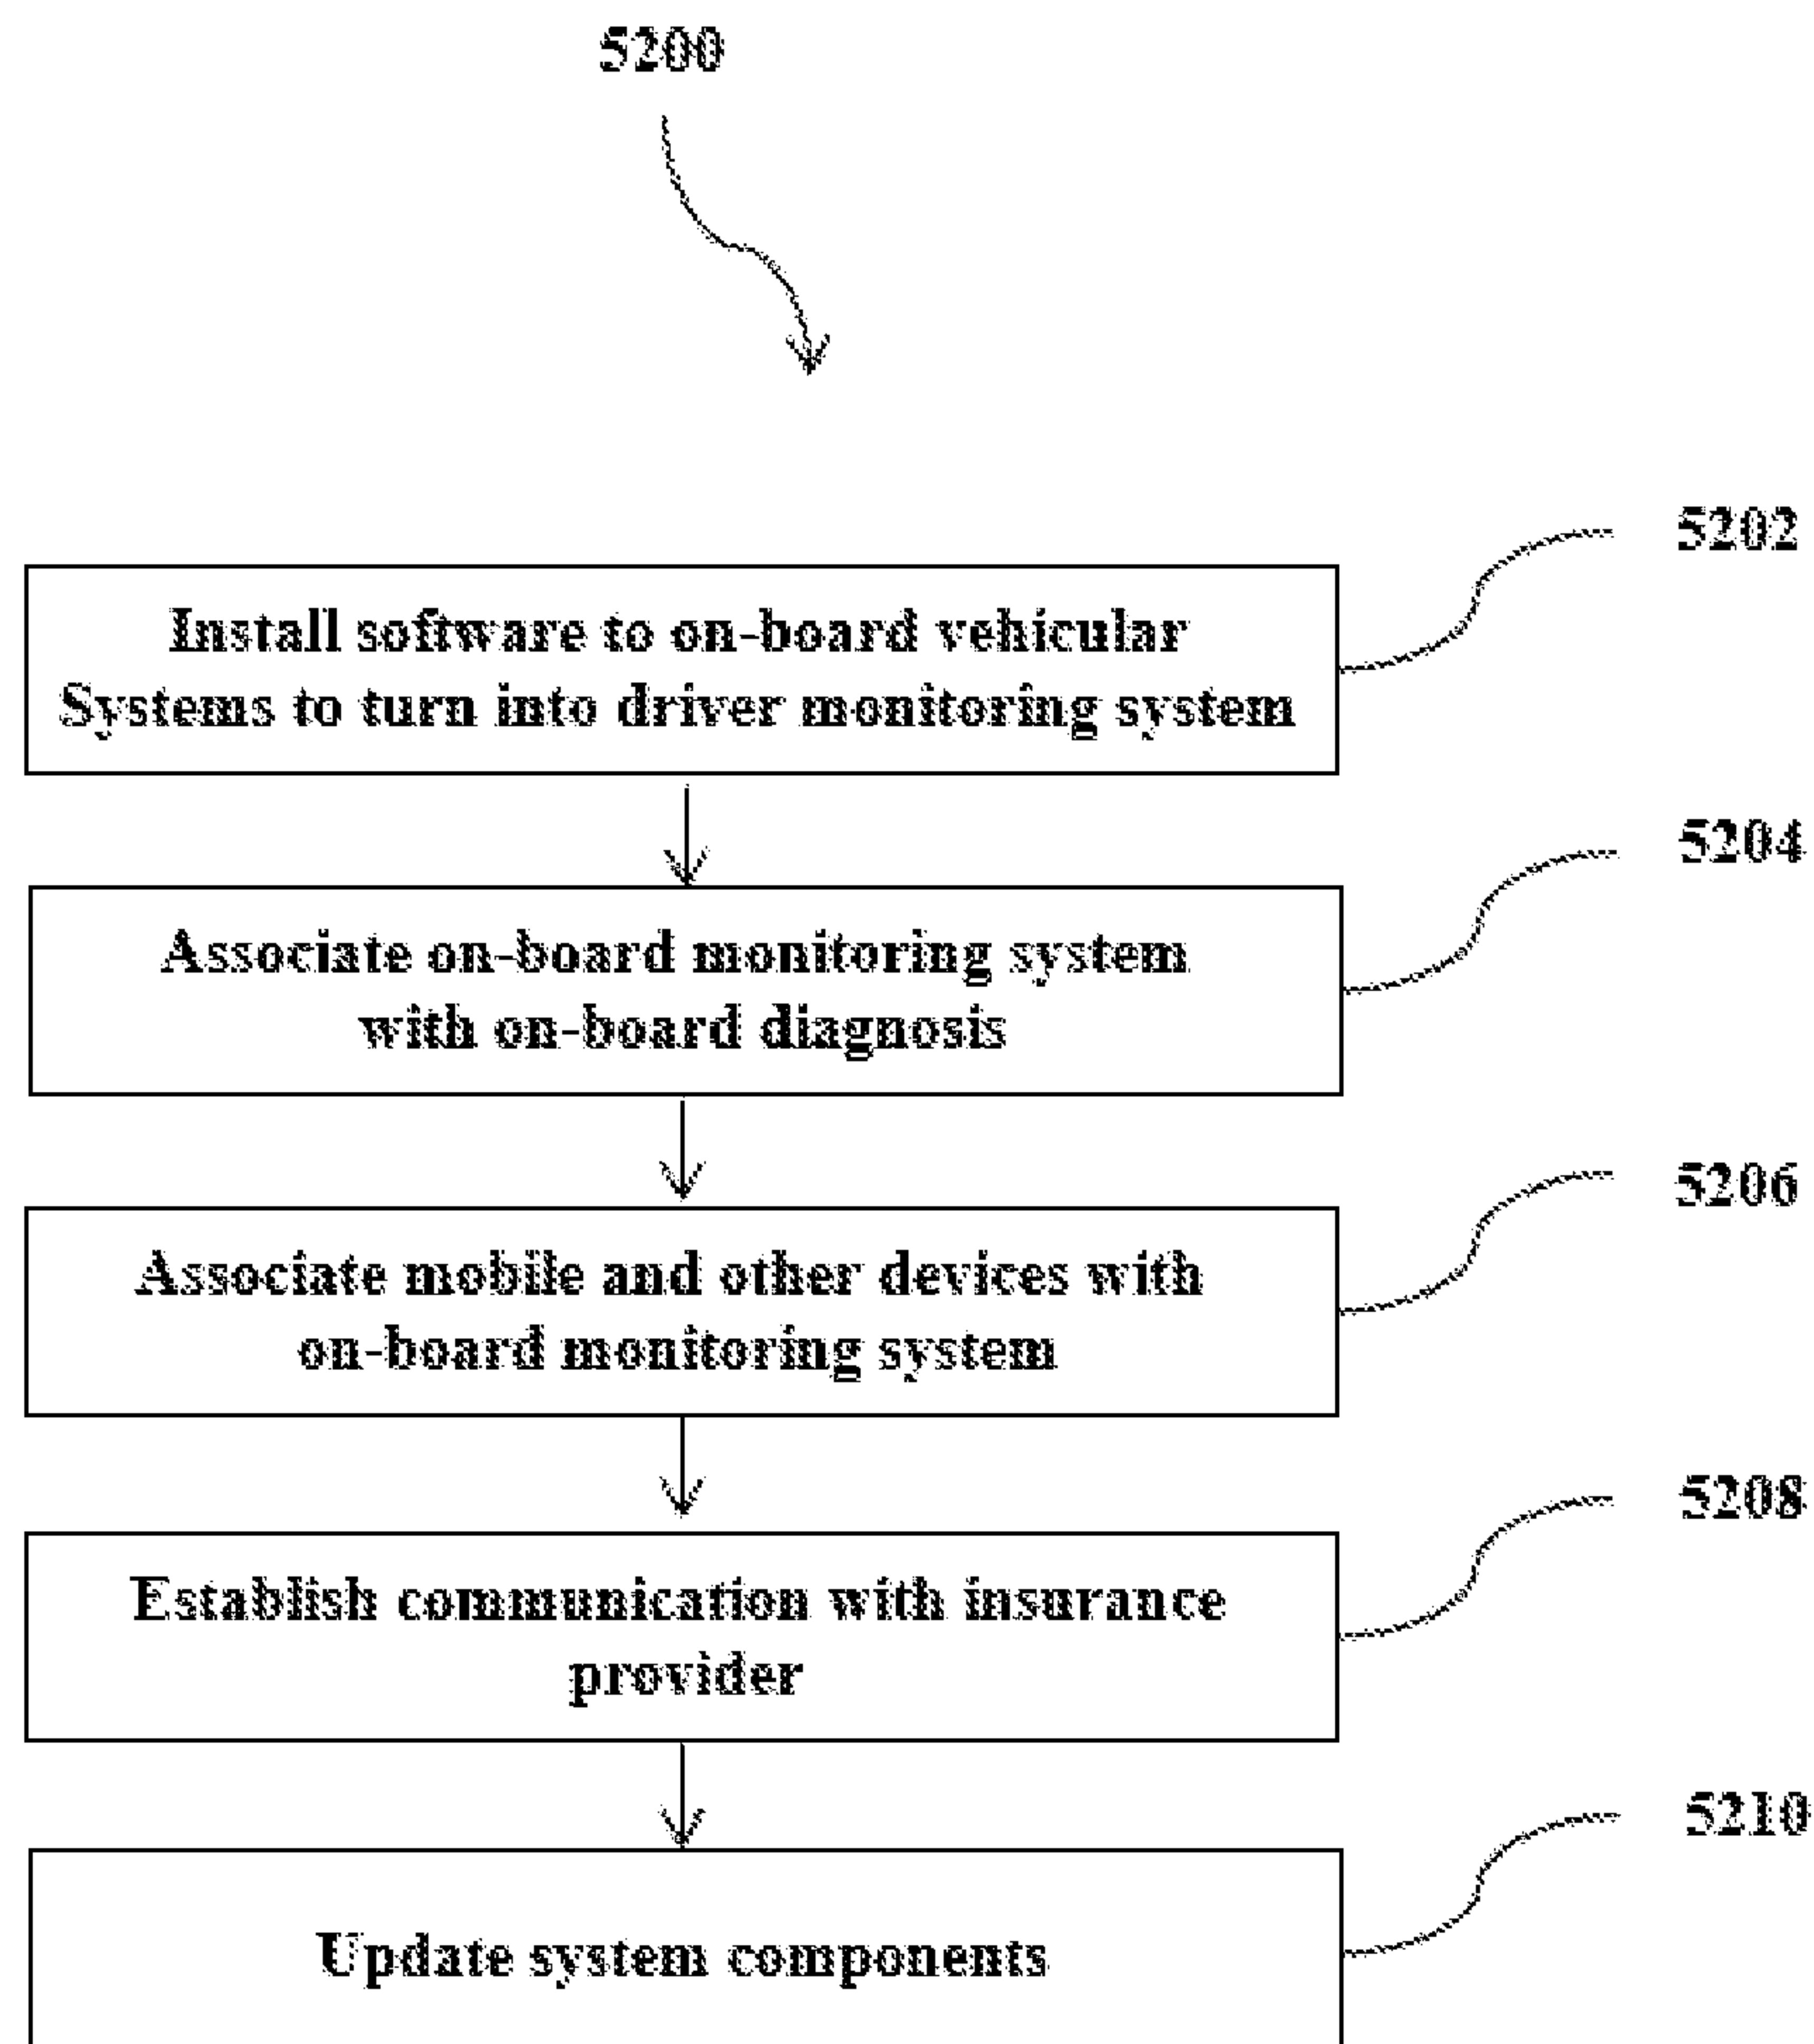 5200
5202
Install software to on-board vehicular
Systems to turn into driver monitoring system
5204
Associate on-board monitoring system
with on-board diagnosis
5206
Associate mobile and other devices with
on-board monitoring system
5208
Establish communication with insurance
provider
5210
Update system components